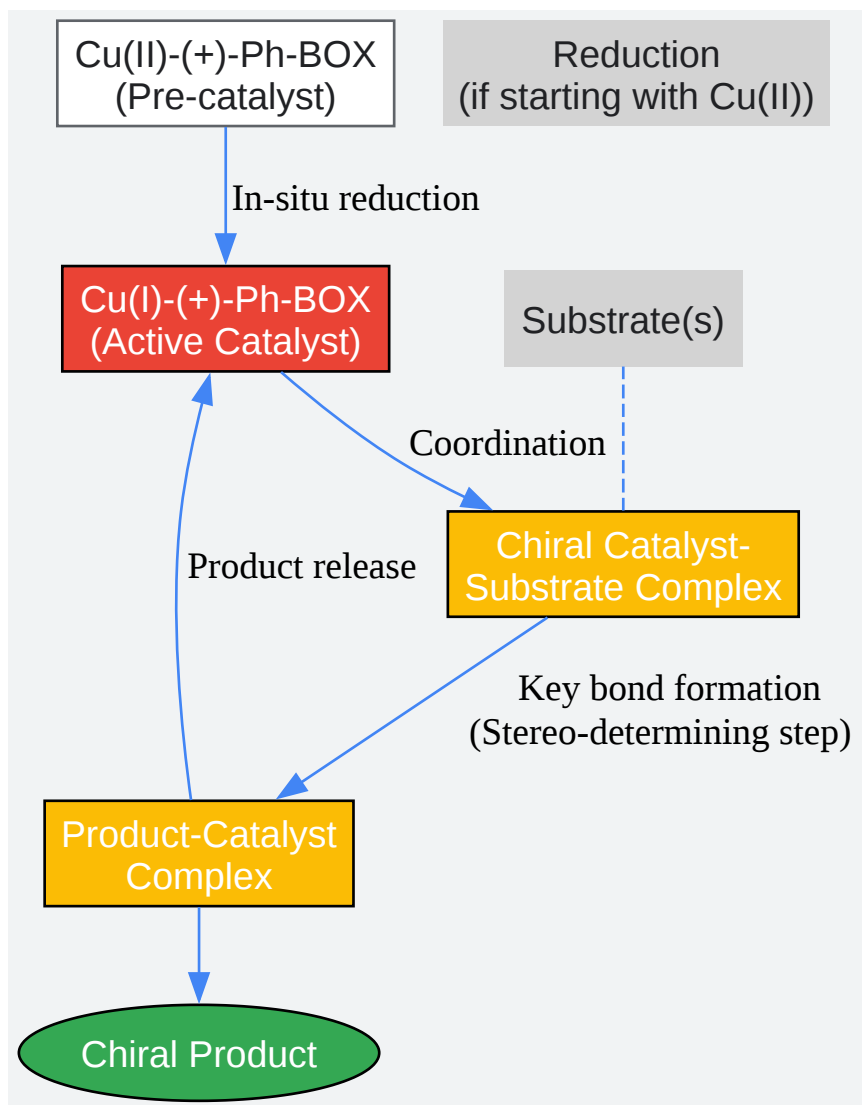 Cu(II)-(+)-Ph-BOX
(Pre-catalyst)
Reduction
(if starting with Cu(II))
In-situ reduction
Cu(I)-(+)-Ph-BOX
(Active Catalyst)
Substrate(s)
Coordination
Chiral Catalyst-
Substrate Complex
Product release
Key bond formation
(Stereo-determining step)
Product-Catalyst
Complex
Chiral Product